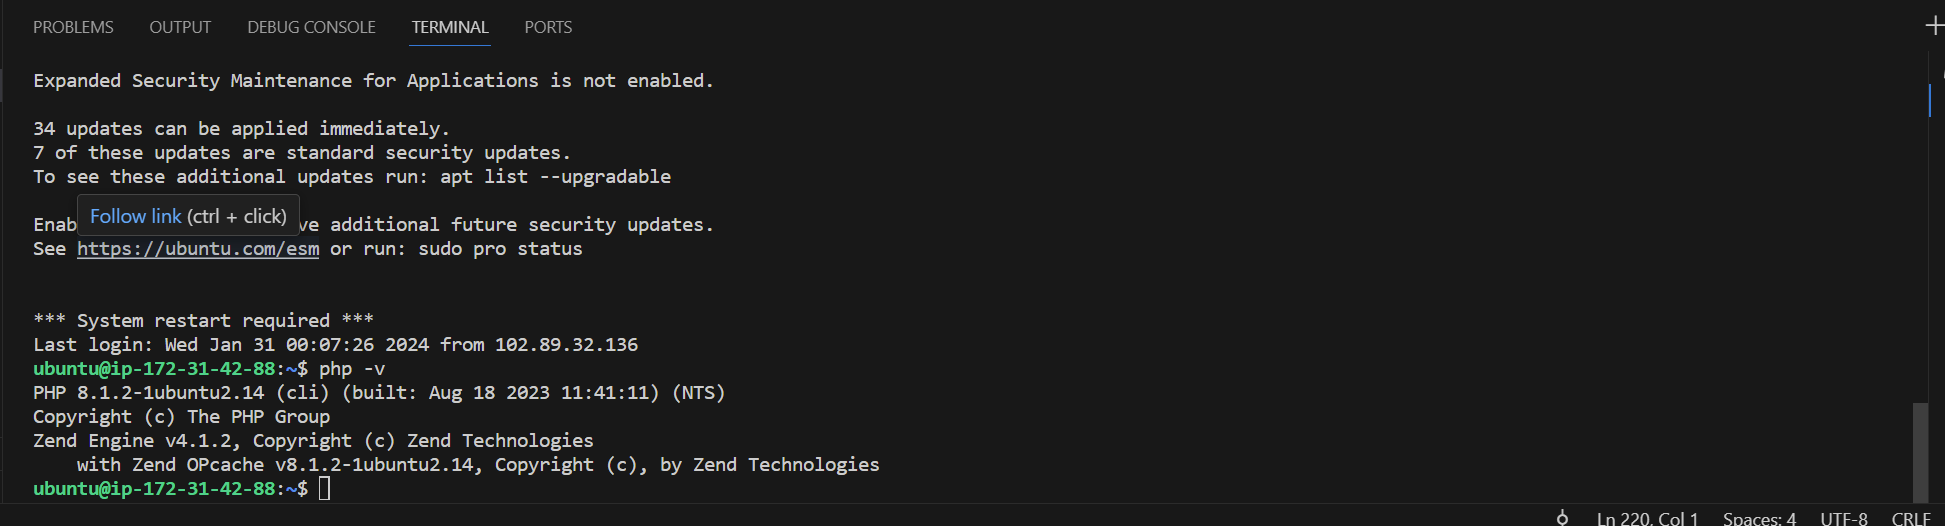 PROBLEMS OUTPUT DEBUG CONSOLE TERMINAL PORTS
Expanded Security Maintenance for Applications is not enabled.
34 updates can be applied immediately.
7 of these updates are standard security updates.
To see these additional updates run: apt list --upgradable
Follow link (ctrl + click)
Enab ve additional future security updates.
See https://ubuntu.com/esm or run: sudo pro status
*** System restart required ***
Last login: Wed Jan 31 00:07:26 2024 from 102.89.32.136
ubuntu@ip-172-31-42-88:~$ php -v
PHP 8.1.2-1ubuntu2.14 (cli) (built: Aug 18 2023 11:41:11) (NTS)
Copyright (c) The PHP Group
Zend Engine v4.1.2, Copyright (c) Zend Technologies
with Zend OPcache v8.1.2-1ubuntu2.14, Copyright (c), by Zend Technologies
ubuntu@ip-172-31-42-88:~$
Ln 220, Col 1 Spaces: 4 UTF-8 CRLF